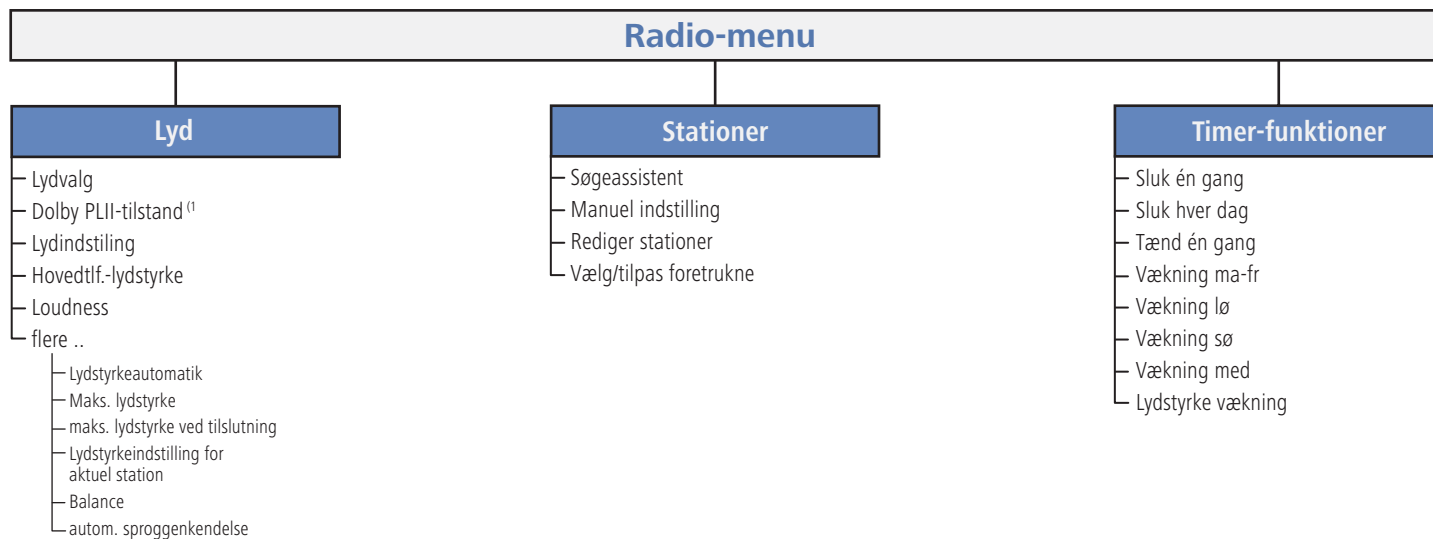 Radio-menu
Lyd
Lydvalg
Dolby PLII-tilstand (1
Lydindstiling
Hovedtlf.-lydstyrke
Loudness
flere ..
Lydstyrkeautomatik
Maks. lydstyrke
maks. lydstyrke ved tilslutning
Lydstyrkeindstilling for
aktuel station
Balance
autom. sproggenkendelse
Stationer
Søgeassistent
Manuel indstilling
Rediger stationer
Vælg/tilpas foretrukne
Timer-funktioner
Sluk én gang
Sluk hver dag
Tænd én gang
Vækning ma-fr
Vækning lø
Vækning sø
Vækning med
Lydstyrke vækning